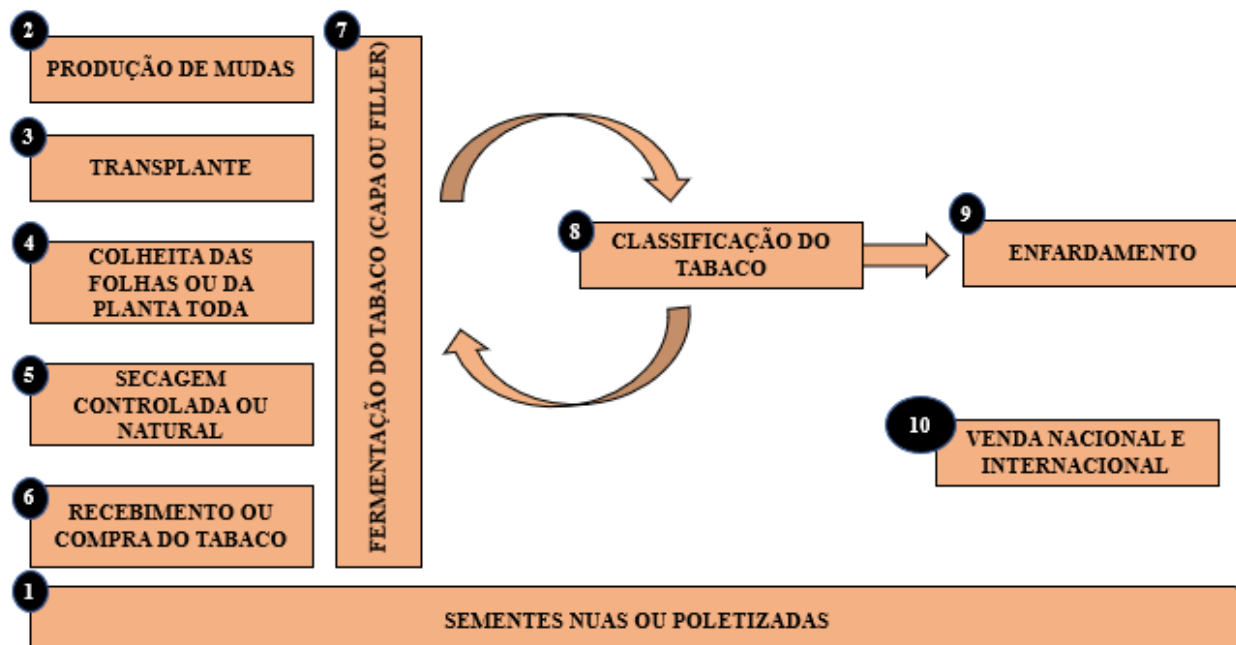 2
PRODUÇÃO DE MUDAS
3
TRANSPLANTE
4
COLHEITA DAS
FOLHAS OU DA
PLANTA TODA
5
SECAGEM
CONTROLADA OU
NATURAL
6
RECEBIMENTO OU
COMPRA DO TABACO
7
FERMENTAÇÃO DO TABACO (CAPA OU FILLER)
8
CLASSIFICAÇÃO DO
TABACO
9
ENFARDAMENTO
10
VENDA NACIONAL E
INTERNACIONAL
1
SEMENTES NUAS OU POLETIZADAS